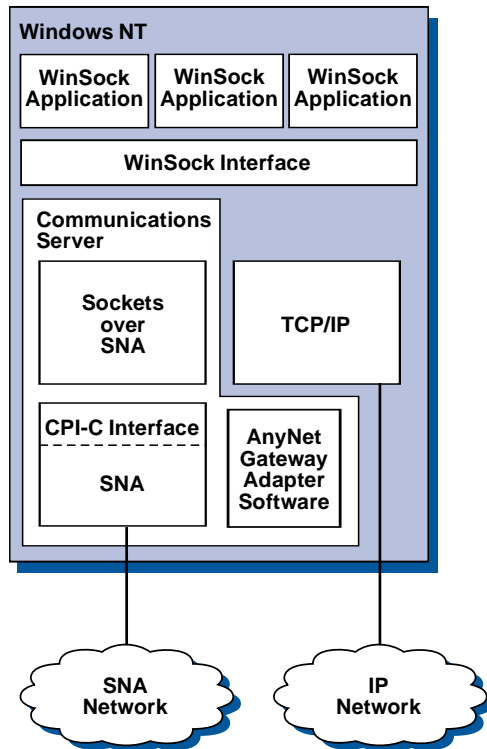 Windows NT
WinSock
Application
WinSock
Application
WinSock
Application
WinSock Interface
Communications
Server
Sockets
over
SNA
TCP/IP
CPI-C Interface
SNA
AnyNet
Gateway
Adapter
Software
SNA
Network
IP
Network